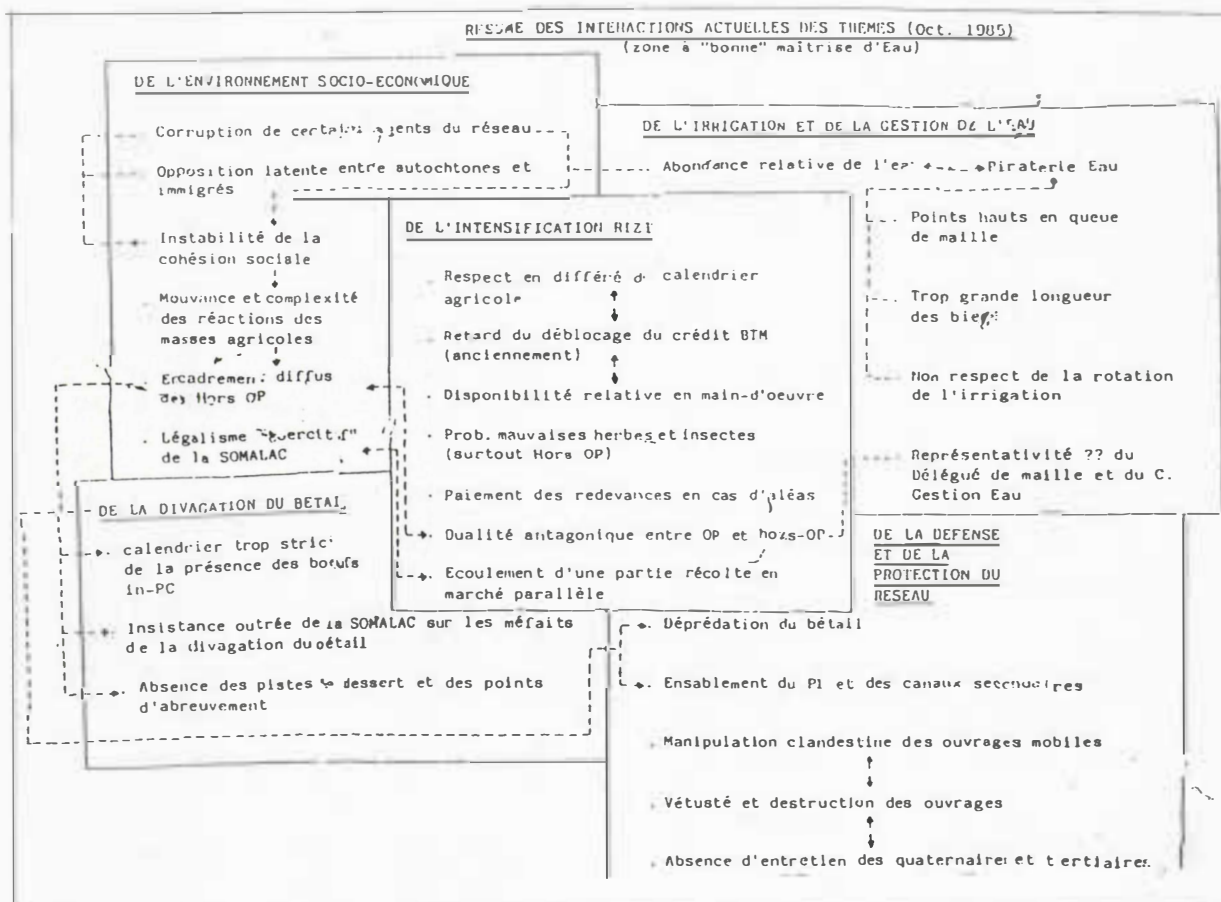 RESUME DES INTERACTIONS ACTUELLES DES THEMES (Oct. 1985)
(zone à "bonne" maîtrise d'Eau)
DE L'ENVIRONNEMENT SOCIO-ECONOMIQUE
Corruption de certains agents du réseau
Opposition latente entre autochtones et
immigrés
Instabilité de la
cohésion sociale
Mouvance et complexité
des réactions des
masses agricoles
Encadrement diffus
des Hors OP
. Légalisme "coercitif"
de la SOMALAC
DE L'IRRIGATION ET DE LA GESTION DE L'EAU
Abondance relative de l'eau
Piraterie Eau
Points hauts en queue
de maille
Trop grande longueur
des biefs
Non respect de la rotation
de l'irrigation
Représentativité ?? du
Délégué de maille et du C.
Gestion Eau
DE L'INTENSIFICATION RIZI
Respect en différé du calendrier
agricole
Retard du déblocage du crédit BTM
(anciennement)
. Disponibilité relative en main-d'oeuvre
. Prob. mauvaises herbes et insectes
(surtout Hors OP)
. Paiement des redevances en cas d'aléas
. Dualité antagonique entre OP et hors-OP
. Ecoulement d'une partie récolte en
marché parallèle
DE LA DIVAGATION DU BETAIL
. calendrier trop strict
de la présence des boeufs
in-PC
. Insistance outrée de la SOMALAC sur les méfaits
de la divagation du bétail
. Absence des pistes de dessert et des points
d'abreuvement
DE LA DEFENSE
ET DE LA
PROTECTION DU
RESEAU
. Déprédation du bétail
. Ensablement du P1 et des canaux secondaires
. Manipulation clandestine des ouvrages mobiles
. Vétusté et destruction des ouvrages
. Absence d'entretien des quaternaires et tertiaires